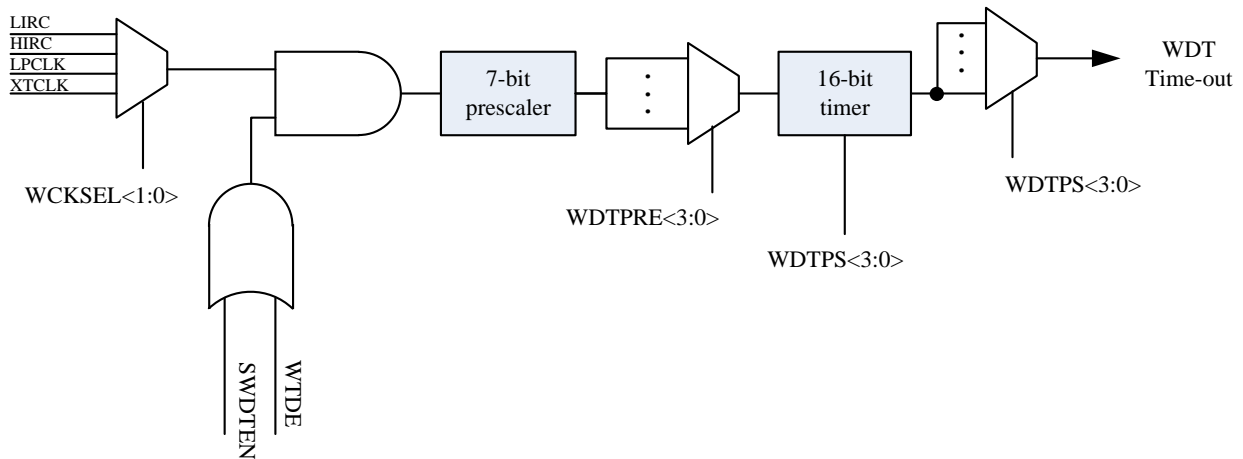 LIRC
HIRC
LPCLK
XTCLK
WCKSEL<1:0>
SWDTEN
WTDE
7-bit
prescaler
WDTPRE<3:0>
16-bit
timer
WDTPS<3:0>
WDTPS<3:0>
WDT
Time-out